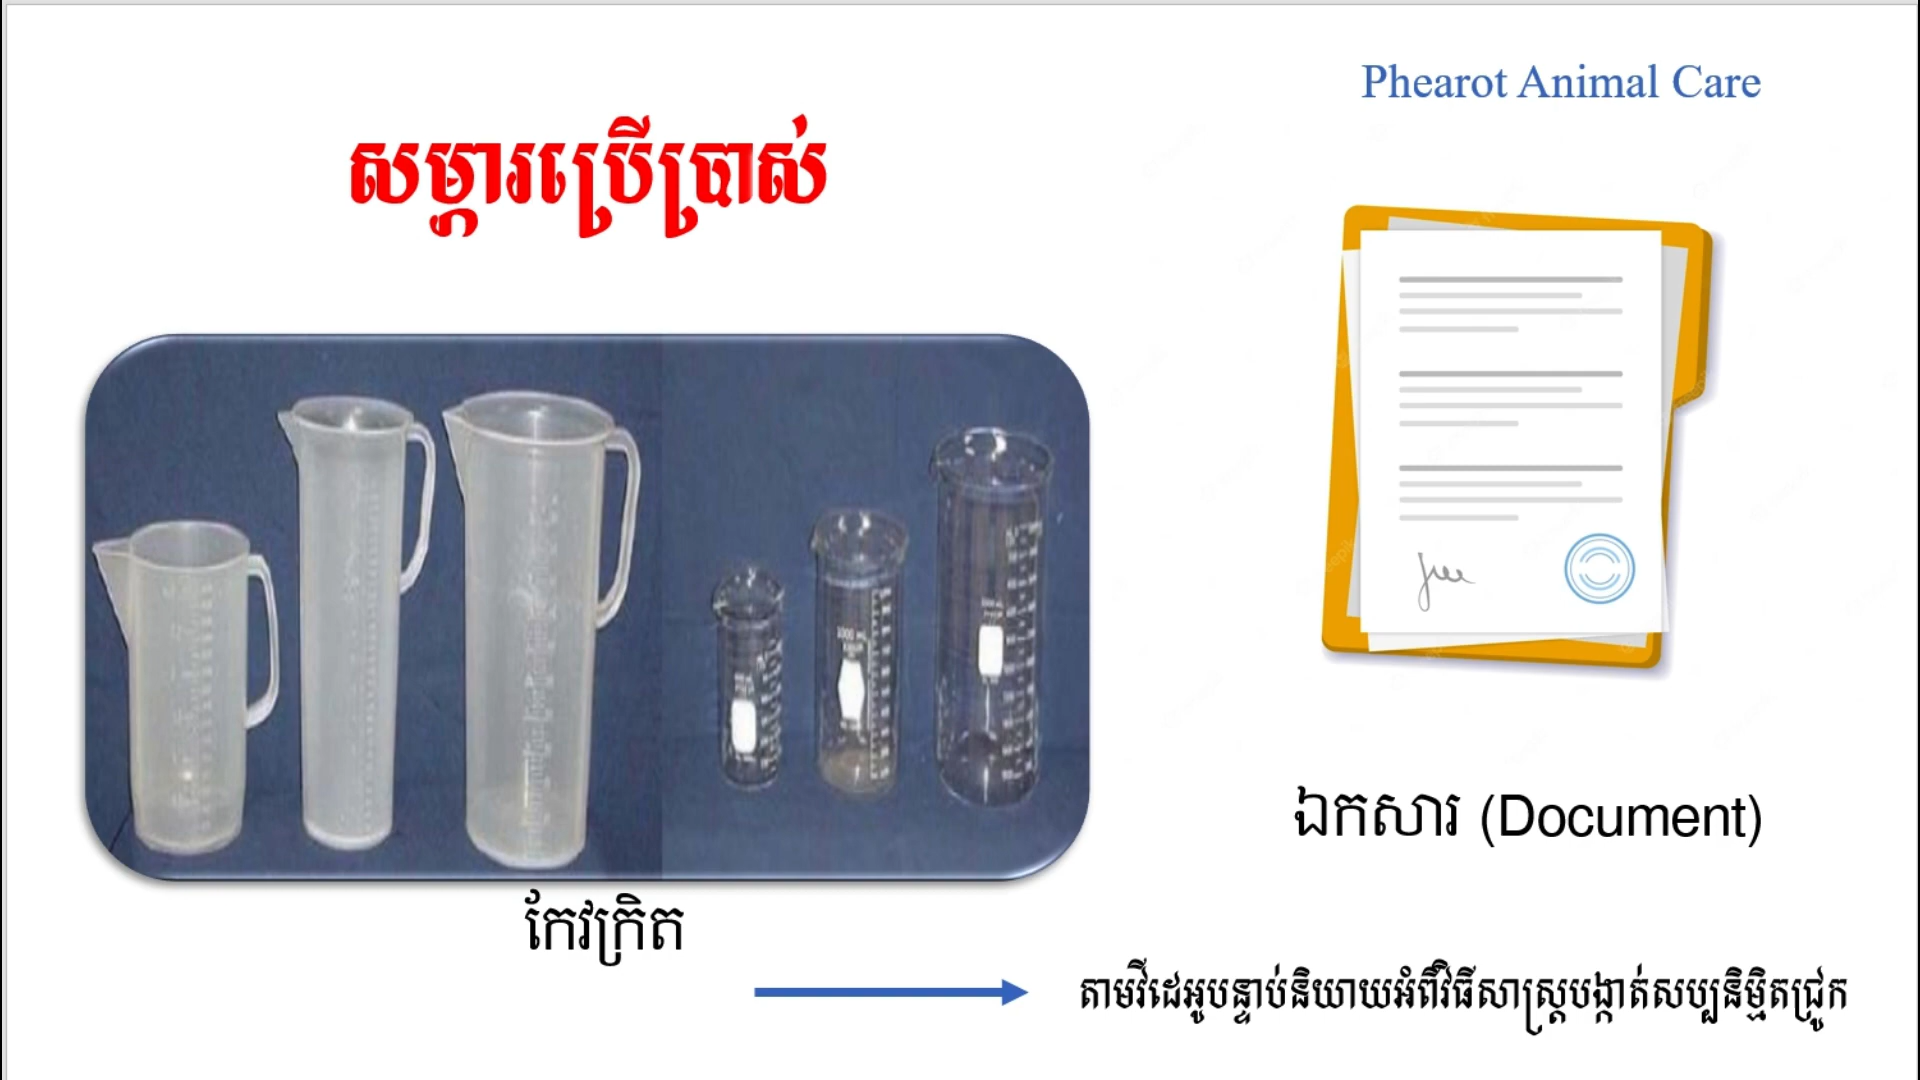 Phearot Animal Care
សម្ភារប្រើប្រាស់
1000 ML
ឯកសារ (Document)
កែវក្រិត
តាមវីដេអូបន្ទាប់និយាយអំពីវិធីសាស្ត្របង្កាត់សប្បនិម្មិតជ្រូក